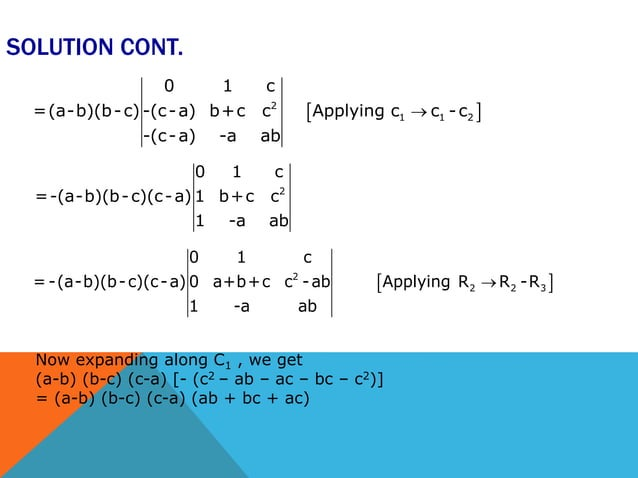 SOLUTION CONT.
0 1 c
=(a-b)(b-c) -(c-a) b+c c² [Applying c₁ →c₁ -c₂]
-(c-a) -a ab
0 1 c
=-(a-b)(b-c)(c-a) 1 b+c c²
1 -a ab
0 1 c
=-(a-b)(b-c)(c-a) 0 a+b+c c²-ab [Applying R₂ →R₂ -R₃]
1 -a ab
Now expanding along C₁ , we get
(a-b) (b-c) (c-a) [- (c² – ab – ac – bc – c²)]
= (a-b) (b-c) (c-a) (ab + bc + ac)